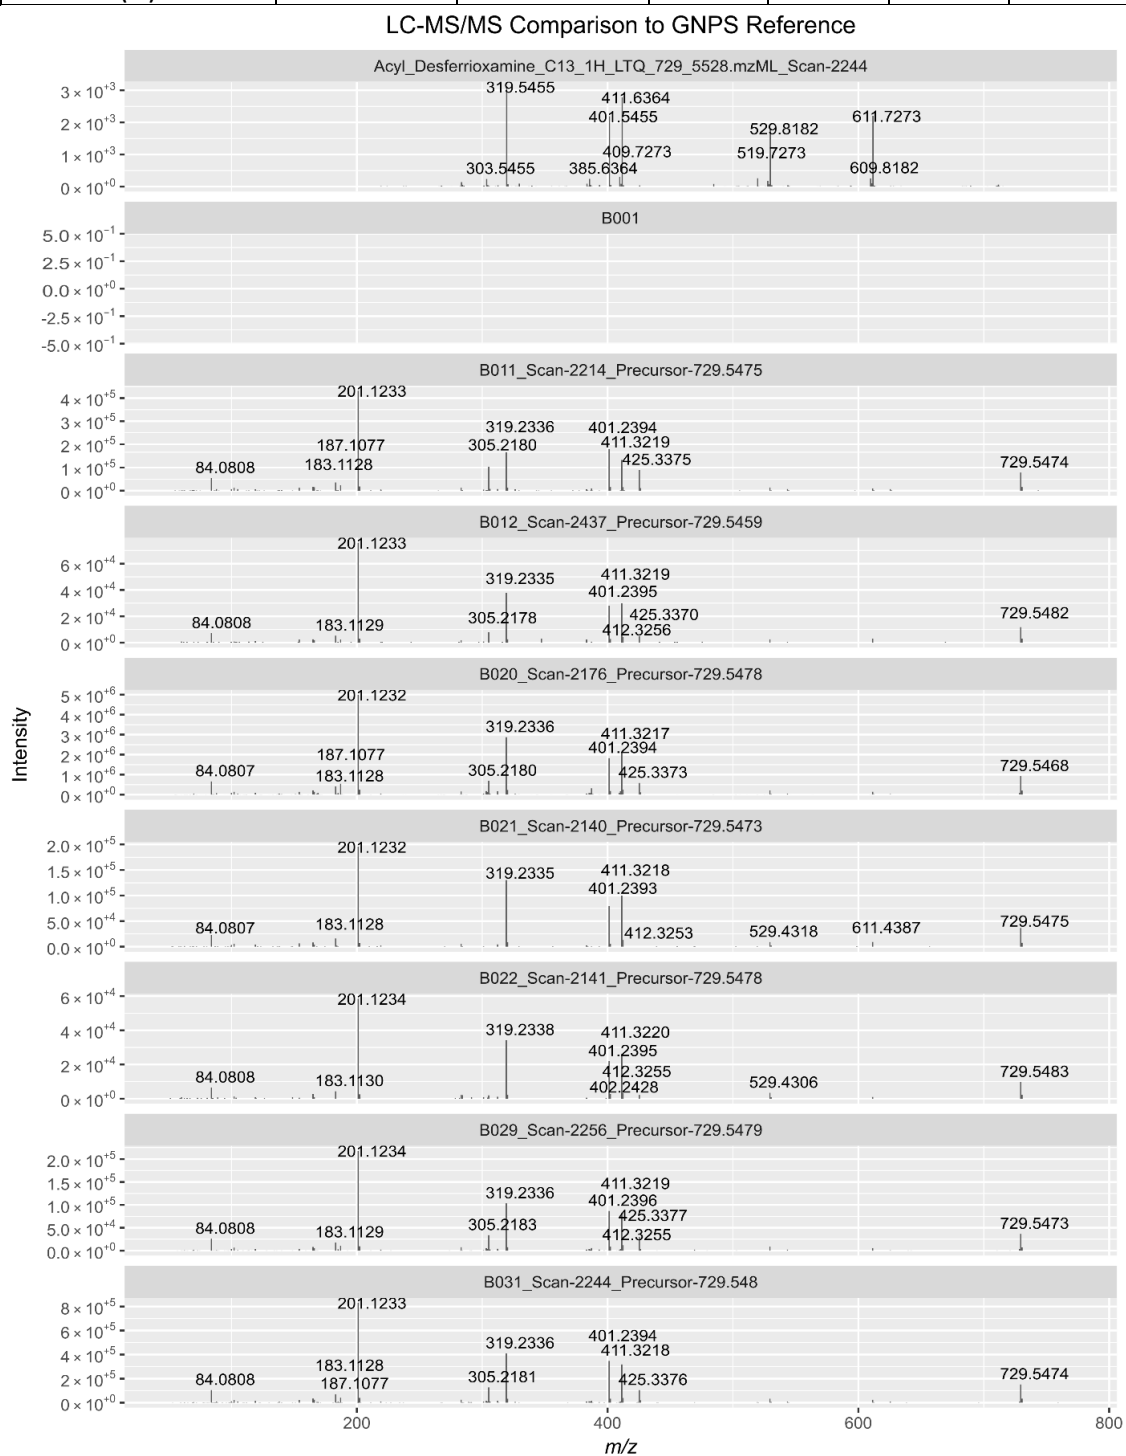 LC-MS/MS Comparison to GNPS Reference
Acyl_Desferrioxamine_C13_1H_LTQ_729_5528.mzML_Scan-2244
3 × 10⁺³
2 × 10⁺³
1 × 10⁺³
0 × 10⁺⁰
319.5455
411.6364
401.5455
611.7273
529.8182
409.7273
519.7273
303.5455
385.6364
609.8182
B001
5.0 × 10⁻¹
2.5 × 10⁻¹
0.0 × 10⁺⁰
-2.5 × 10⁻¹
-5.0 × 10⁻¹
B011_Scan-2214_Precursor-729.5475
4 × 10⁺⁵
3 × 10⁺⁵
2 × 10⁺⁵
1 × 10⁺⁵
0 × 10⁺⁰
201.1233
319.2336
401.2394
187.1077
305.2180
411.3219
84.0808
183.1128
425.3375
729.5474
B012_Scan-2437_Precursor-729.5459
6 × 10⁺⁴
4 × 10⁺⁴
2 × 10⁺⁴
0 × 10⁺⁰
201.1233
319.2335
411.3219
401.2395
84.0808
183.1129
305.2178
425.3370
412.3256
729.5482
B020_Scan-2176_Precursor-729.5478
5 × 10⁺⁶
4 × 10⁺⁶
3 × 10⁺⁶
2 × 10⁺⁶
1 × 10⁺⁶
0 × 10⁺⁰
201.1232
319.2336
411.3217
187.1077
401.2394
84.0807
183.1128
305.2180
425.3373
729.5468
B021_Scan-2140_Precursor-729.5473
2.0 × 10⁺⁵
1.5 × 10⁺⁵
1.0 × 10⁺⁵
5.0 × 10⁺⁴
0.0 × 10⁺⁰
201.1232
319.2335
411.3218
401.2393
84.0807
183.1128
412.3253
529.4318
611.4387
729.5475
B022_Scan-2141_Precursor-729.5478
6 × 10⁺⁴
4 × 10⁺⁴
2 × 10⁺⁴
0 × 10⁺⁰
201.1234
319.2338
411.3220
401.2395
84.0808
183.1130
412.3255
402.2428
529.4306
729.5483
B029_Scan-2256_Precursor-729.5479
2.0 × 10⁺⁵
1.5 × 10⁺⁵
1.0 × 10⁺⁵
5.0 × 10⁺⁴
0.0 × 10⁺⁰
201.1234
319.2336
411.3219
401.2396
84.0808
183.1129
305.2183
425.3377
412.3255
729.5473
B031_Scan-2244_Precursor-729.548
8 × 10⁺⁵
6 × 10⁺⁵
4 × 10⁺⁵
2 × 10⁺⁵
0 × 10⁺⁰
201.1233
319.2336
401.2394
411.3218
84.0808
183.1128
187.1077
305.2181
425.3376
729.5474
Intensity
200
400
600
800
m/z